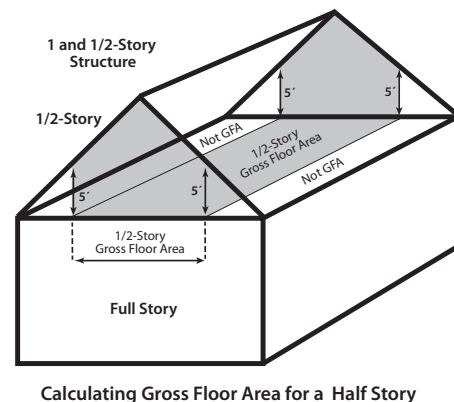 1 and 1/2-Story
Structure
1/2-Story
5´
5´
Not GFA
1/2-Story
Gross Floor Area
Not GFA
5´
5´
1/2-Story
Gross Floor Area
Full Story
Calculating Gross Floor Area for a Half Story